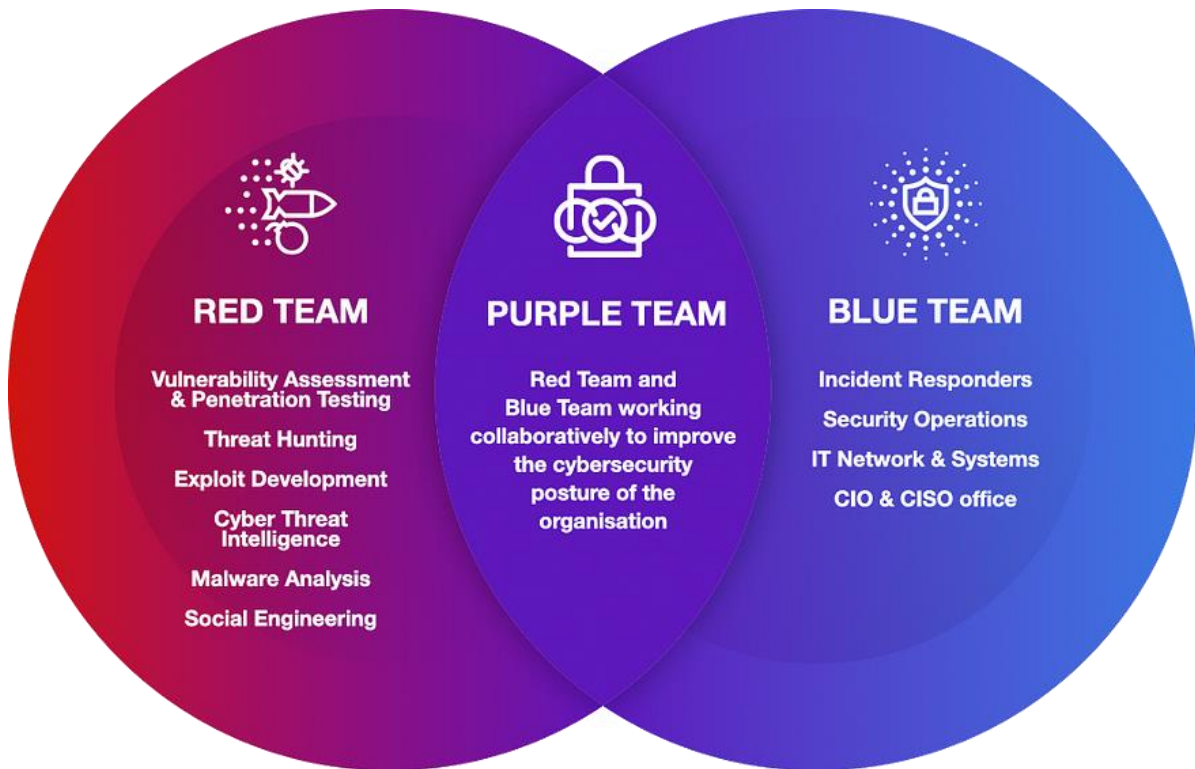 RED TEAM
Vulnerability Assessment
& Penetration Testing
Threat Hunting
Exploit Development
Cyber Threat
Intelligence
Malware Analysis
Social Engineering
PURPLE TEAM
Red Team and
Blue Team working
collaboratively to improve
the cybersecurity
posture of the
organisation
BLUE TEAM
Incident Responders
Security Operations
IT Network & Systems
CIO & CISO office